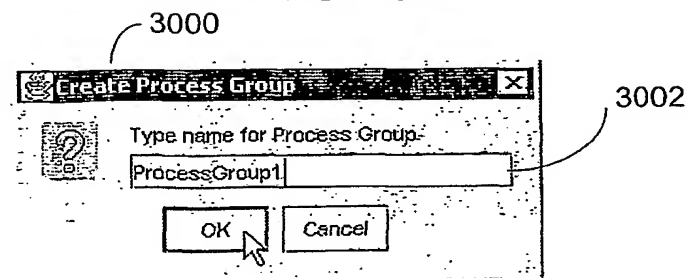 3000
Create Process Group
3002
Type name for Process Group
ProcessGroup1
OK Cancel